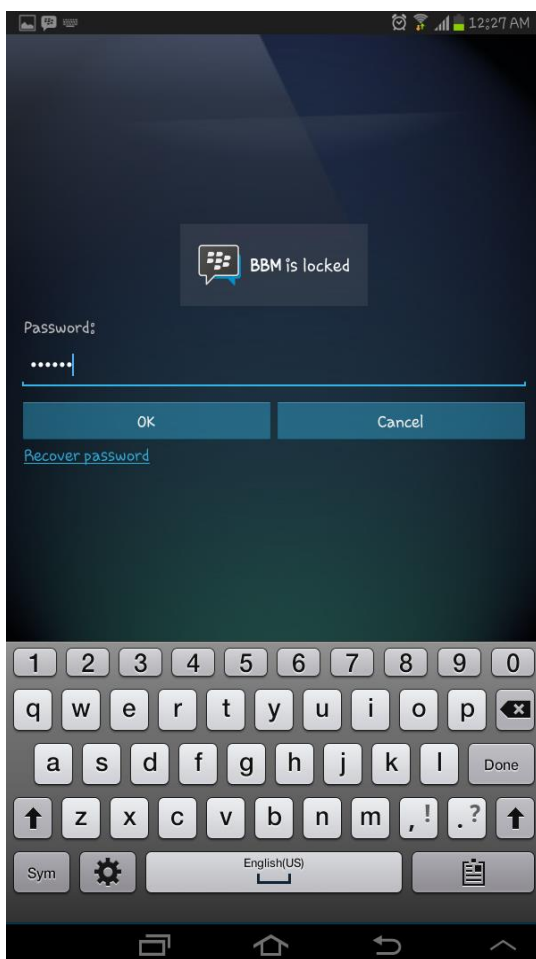 12:27 AM
BBM is locked
Password:
••••••
OK Cancel
Recover password
1 2 3 4 5 6 7 8 9 0
q w e r t y u i o p
a s d f g h j k l Done
z x c v b n m , ! . ?
Sym English(US)